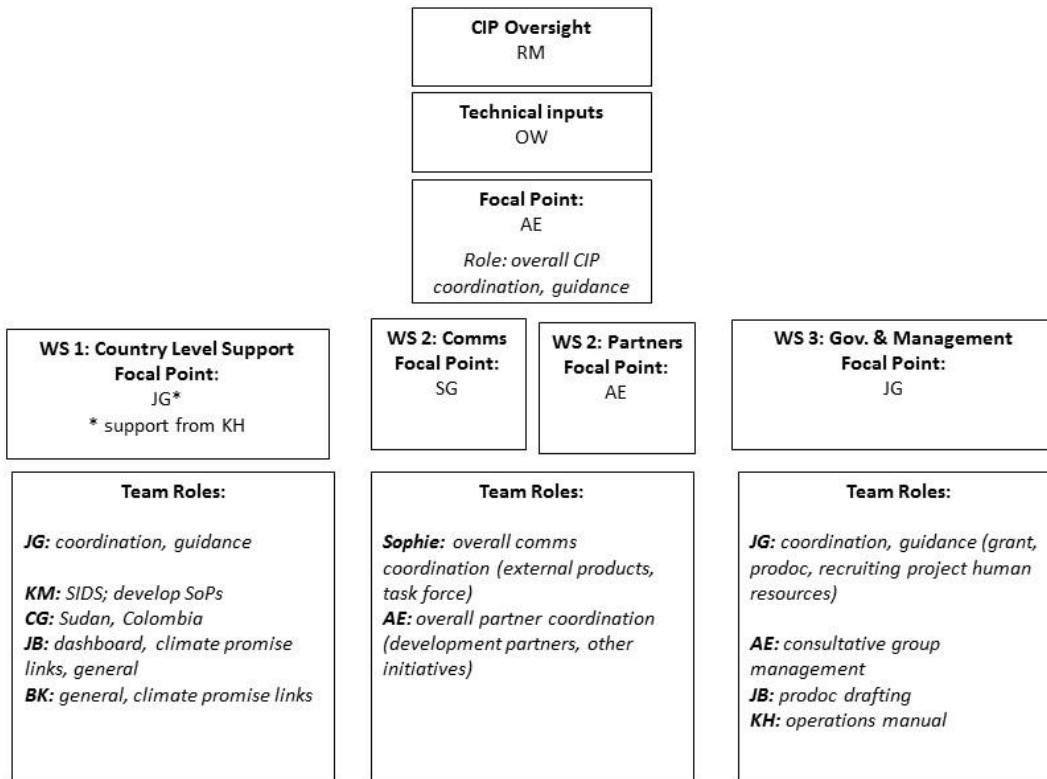 CIP Oversight
RM
Technical inputs
OW
Focal Point:
AE
Role: overall CIP
coordination, guidance
WS 1: Country Level Support
Focal Point:
JG*
* support from KH
WS 2: Comms
Focal Point:
SG
WS 2: Partners
Focal Point:
AE
WS 3: Gov. & Management
Focal Point:
JG
Team Roles:
JG: coordination, guidance
KM: SIDS; develop SoPs
CG: Sudan, Colombia
JB: dashboard, climate promise
links, general
BK: general, climate promise links
Team Roles:
Sophie: overall comms
coordination (external products,
task force)
AE: overall partner coordination
(development partners, other
initiatives)
Team Roles:
JG: coordination, guidance (grant,
prodoc, recruiting project human
resources)
AE: consultative group
management
JB: prodoc drafting
KH: operations manual